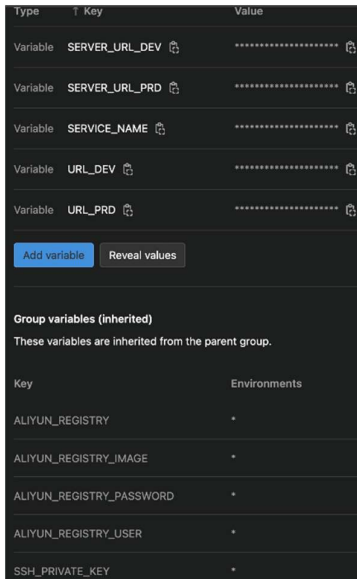 Type ↑ Key Value
Variable SERVER_URL_DEV *********************
Variable SERVER_URL_PRD *********************
Variable SERVICE_NAME *********************
Variable URL_DEV *********************
Variable URL_PRD *********************
Add variable Reveal values
Group variables (inherited)
These variables are inherited from the parent group.
Key Environments
ALIYUN_REGISTRY *
ALIYUN_REGISTRY_IMAGE *
ALIYUN_REGISTRY_PASSWORD *
ALIYUN_REGISTRY_USER *
SSH_PRIVATE_KEY *